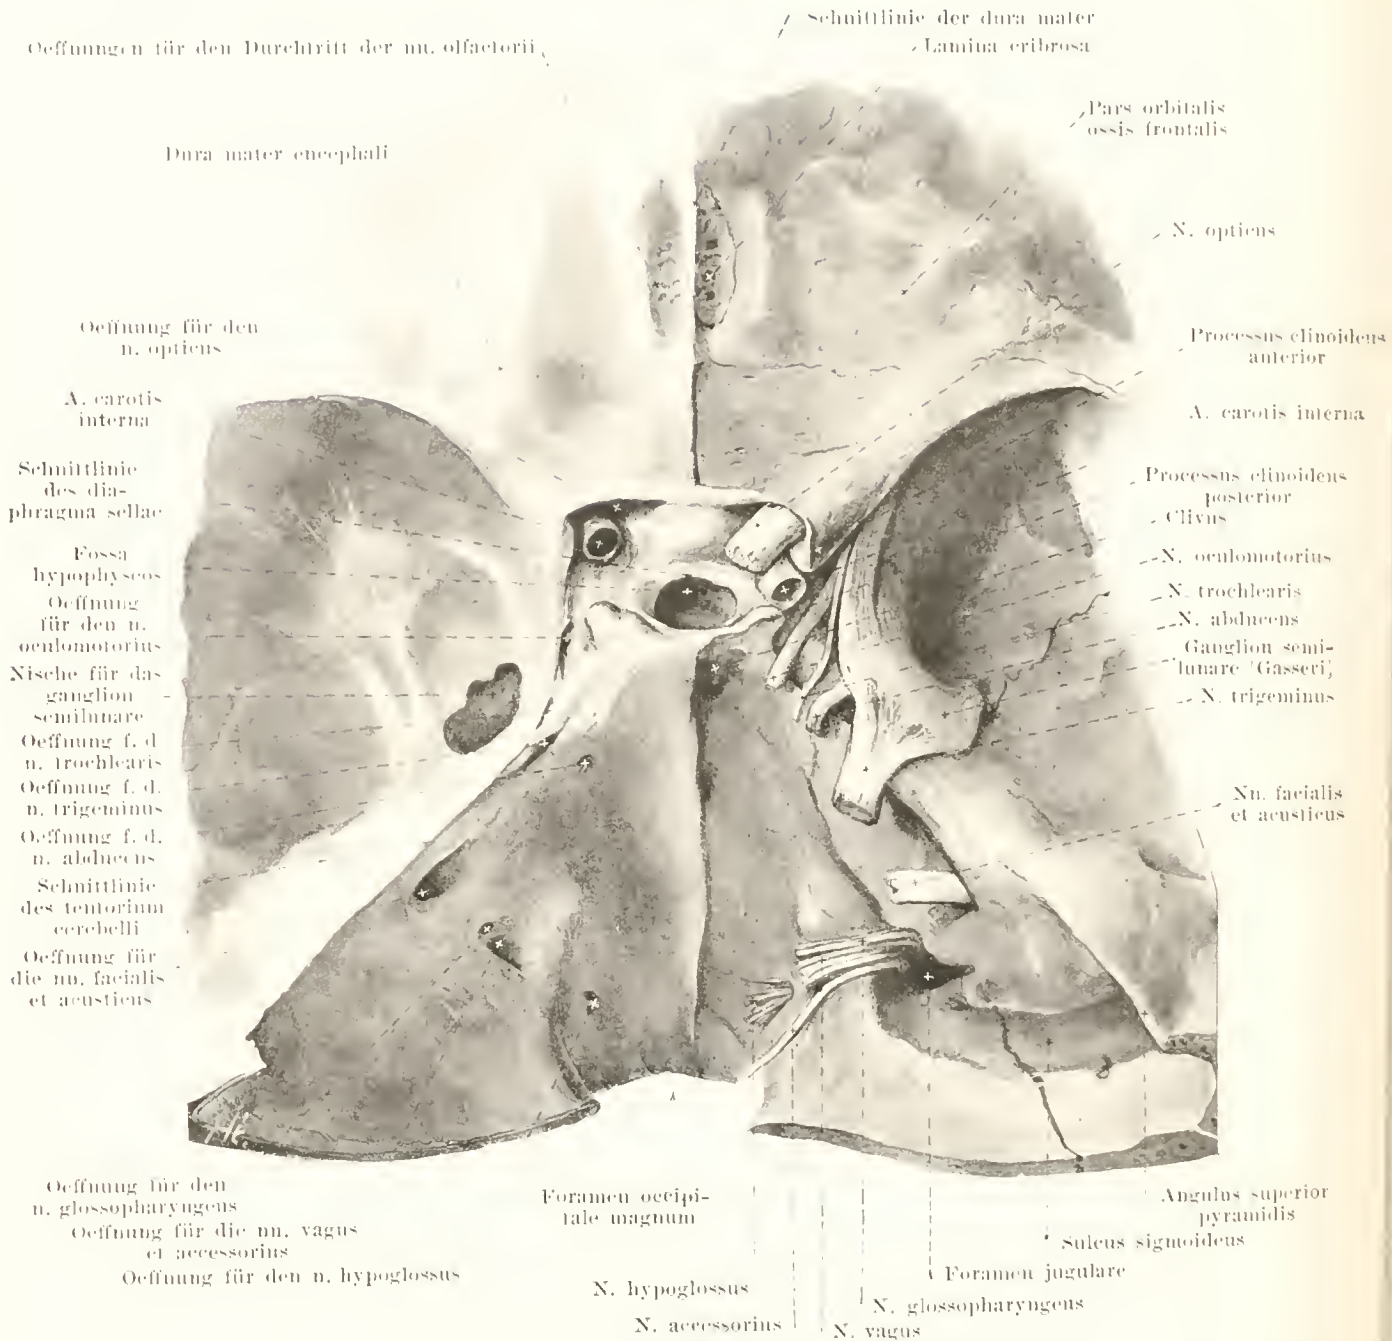 Schnittlinie der dura mater
Oeffnungen für den Durchtritt der nn. olfactorii
Lamina cribrosa
Pars orbitalis
ossis frontalis
Dura mater encephali
N. opticus
Oeffnung für den
n. opticus
Processus clinoideus
anterior
A. carotis
interna
A. carotis interna
Schnittlinie
des dia-
phragma sellae
Processus clinoideus
posterior
Clivus
Fossa
hypophyseos
N. oculomotorius
Oeffnung
für den n.
oculomotorius
N. trochlearis
N. abducens
Ganglion semi-
lunare (Gasseri)
Nische für das
ganglion
semilunare
N. trigeminus
Oeffnung f. d.
n. trochlearis
Oeffnung f. d.
n. trigeminus
Nn. facialis
et acusticus
Oeffnung f. d.
n. abducens
Schnittlinie
des tentorium
cerebelli
Oeffnung für
die nn. facialis
et acusticus
Oeffnung für den
n. glossopharyngeus
Oeffnung für die nn. vagus
et accessorius
Oeffnung für den n. hypoglossus
Foramen occipi-
tale magnum
Angulus superior
pyramidis
Sulcus sigmoideus
Foramen jugulare
N. hypoglossus
N. glossopharyngeus
N. accessorius
N. vagus